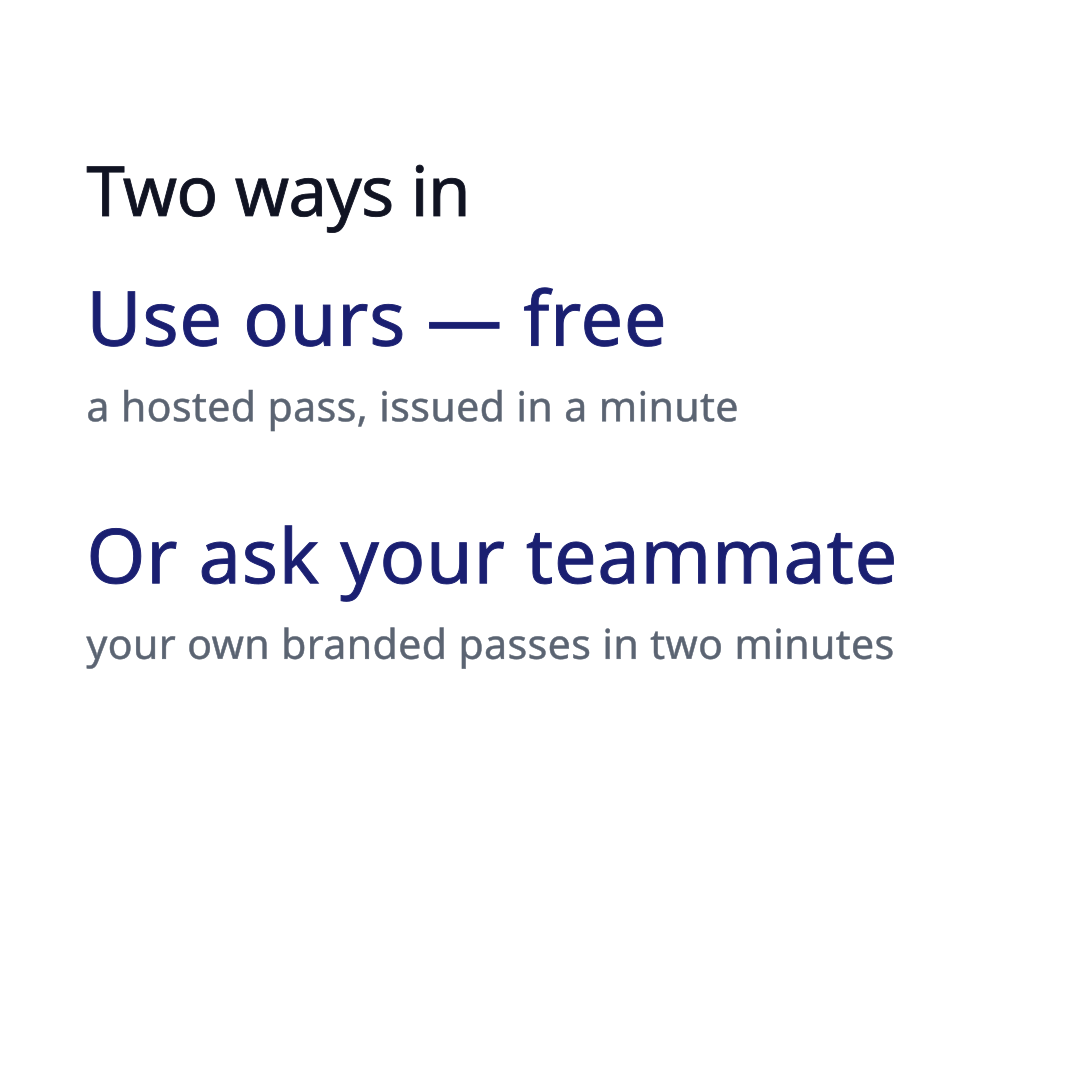 Two ways in
Use ours — free
a hosted pass, issued in a minute
Or ask your teammate
your own branded passes in two minutes